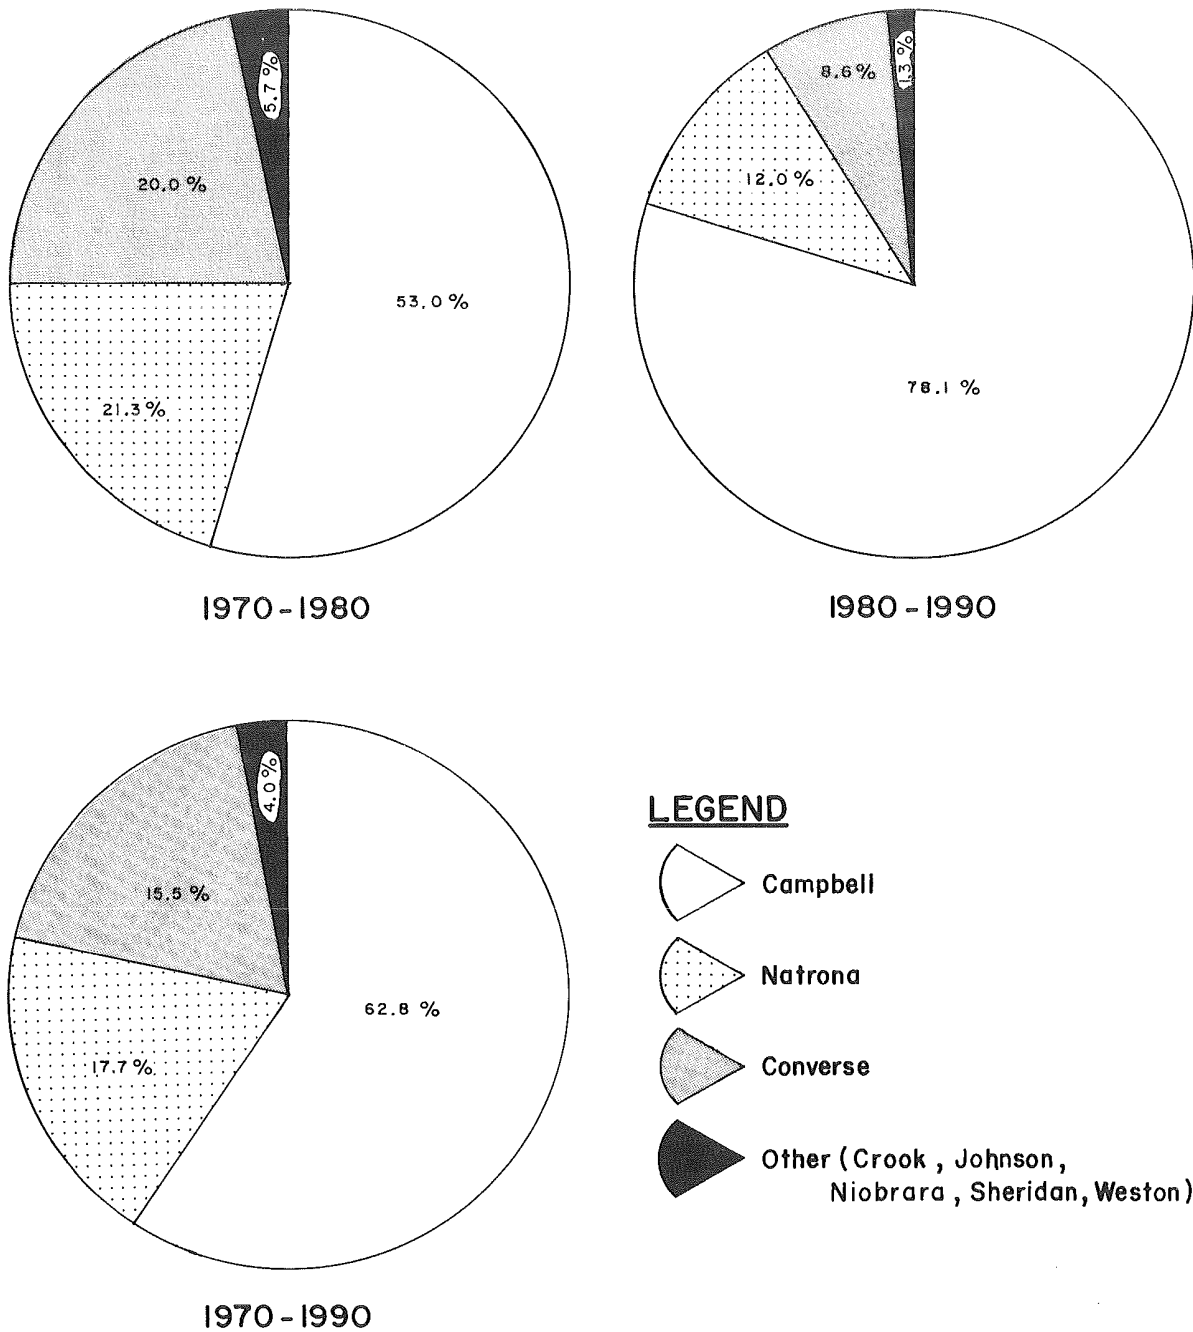 5.7 %
20.0 %
53.0 %
21.3 %
1970-1980
1.3 %
8.6 %
12.0 %
78.1 %
1980-1990
4.0 %
15.5 %
62.8 %
17.7 %
1970-1990
LEGEND
Campbell
Natrona
Converse
Other (Crook, Johnson,
Niobrara, Sheridan, Weston)